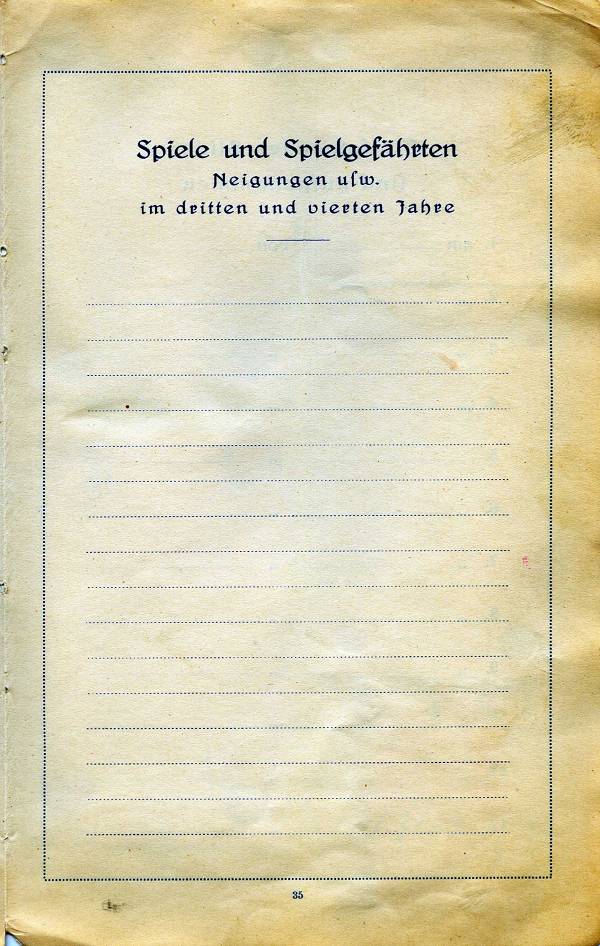 Spiele und Spielgefährten
Neigungen uſw.
im dritten und vierten Jahre
35